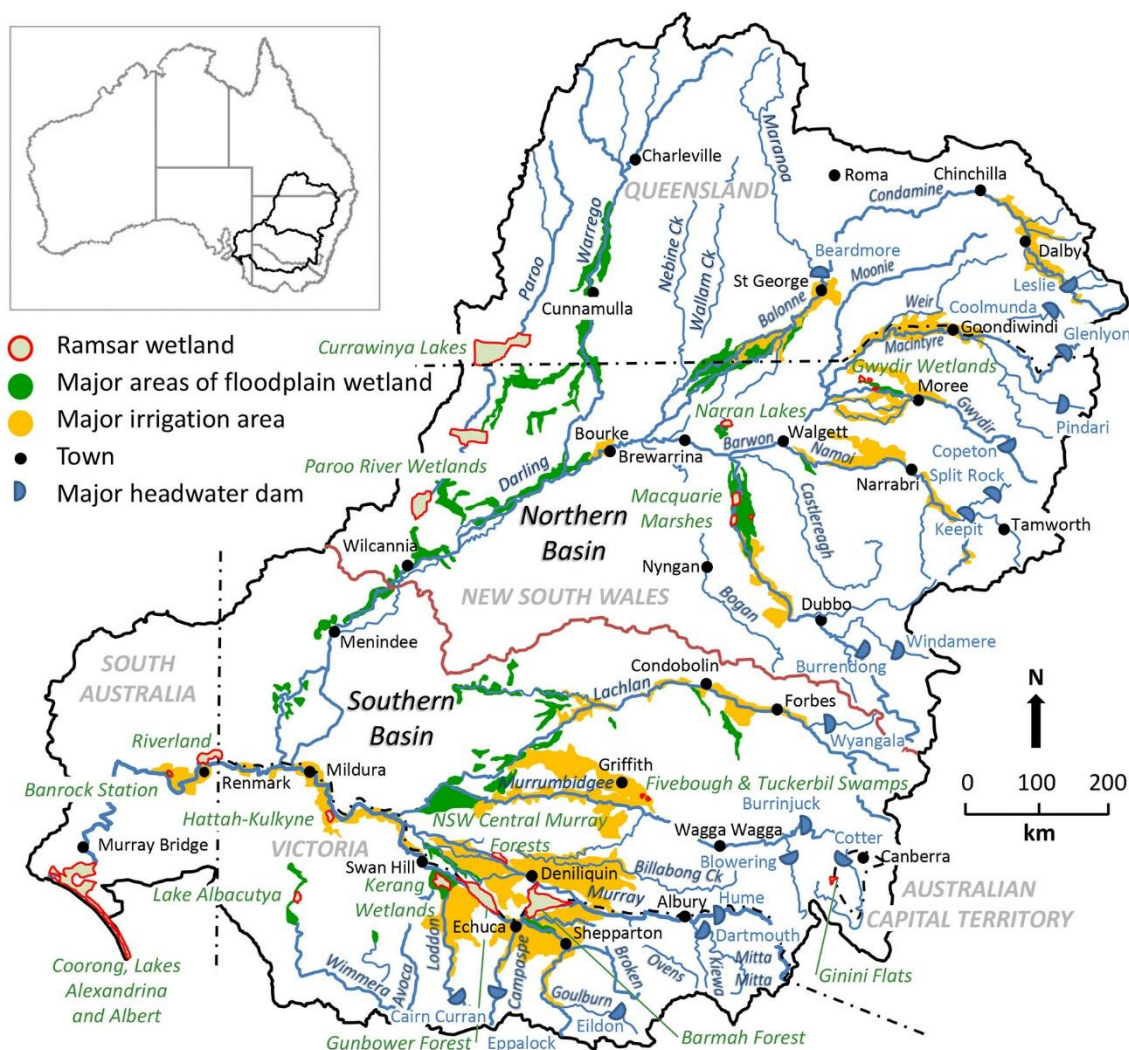 Ramsar wetland
Major areas of floodplain wetland
Major irrigation area
Town
Major headwater dam
Charleville
QUEENSLAND
Maranoa
Roma
Chinchilla
Condamine
Dalby
Leslie
Warrego
Paroo
Nebine Ck
Wallam Ck
Beardmore
Moonie
St George
Balonne
Cunnamulla
Weir
Coolmunda
Goondiwindi
Glenlyon
Macintyre
Currawinya Lakes
Gwydir Wetlands
Moree
Gwydir
Pindari
Narran Lakes
Bourke
Brewarrina
Barwon
Walgett
Namoi
Copeton
Split Rock
Narrabri
Keepit
Tamworth
Paroo River Wetlands
Darling
Northern
Basin
Macquarie
Marshes
Castlereagh
Wilcannia
Nyngan
Bogan
NEW SOUTH WALES
Dubbo
Menindee
Windamere
Burrendong
SOUTH
AUSTRALIA
Southern
Basin
Condobolin
Lachlan
Forbes
Wyangala
N
0 100 200
km
Riverland
Banrock Station
Renmark
Mildura
Griffith
Murrumbidgee
Fivebough & Tuckerbil Swamps
Hattah-Kulkyne
NSW Central Murray
Forests
Burrinjuck
Wagga Wagga
Cotter
Blowering
Canberra
Murray Bridge
VICTORIA
Swan Hill
Billabong Ck
Deniliquin
Murray
Albury
Hume
AUSTRALIAN
CAPITAL TERRITORY
Lake Albacutya
Kerang
Wetlands
Echuca
Shepparton
Dartmouth
Mitta
Mitta
Kiewa
Ovens
Broken
Ginini Flats
Coorong, Lakes
Alexandrina
and Albert
Wimmera
Avoca
Loddon
Campaspe
Goulburn
Cairn Curran
Eildon
Gunbower Forest
Eppalock
Barmah Forest